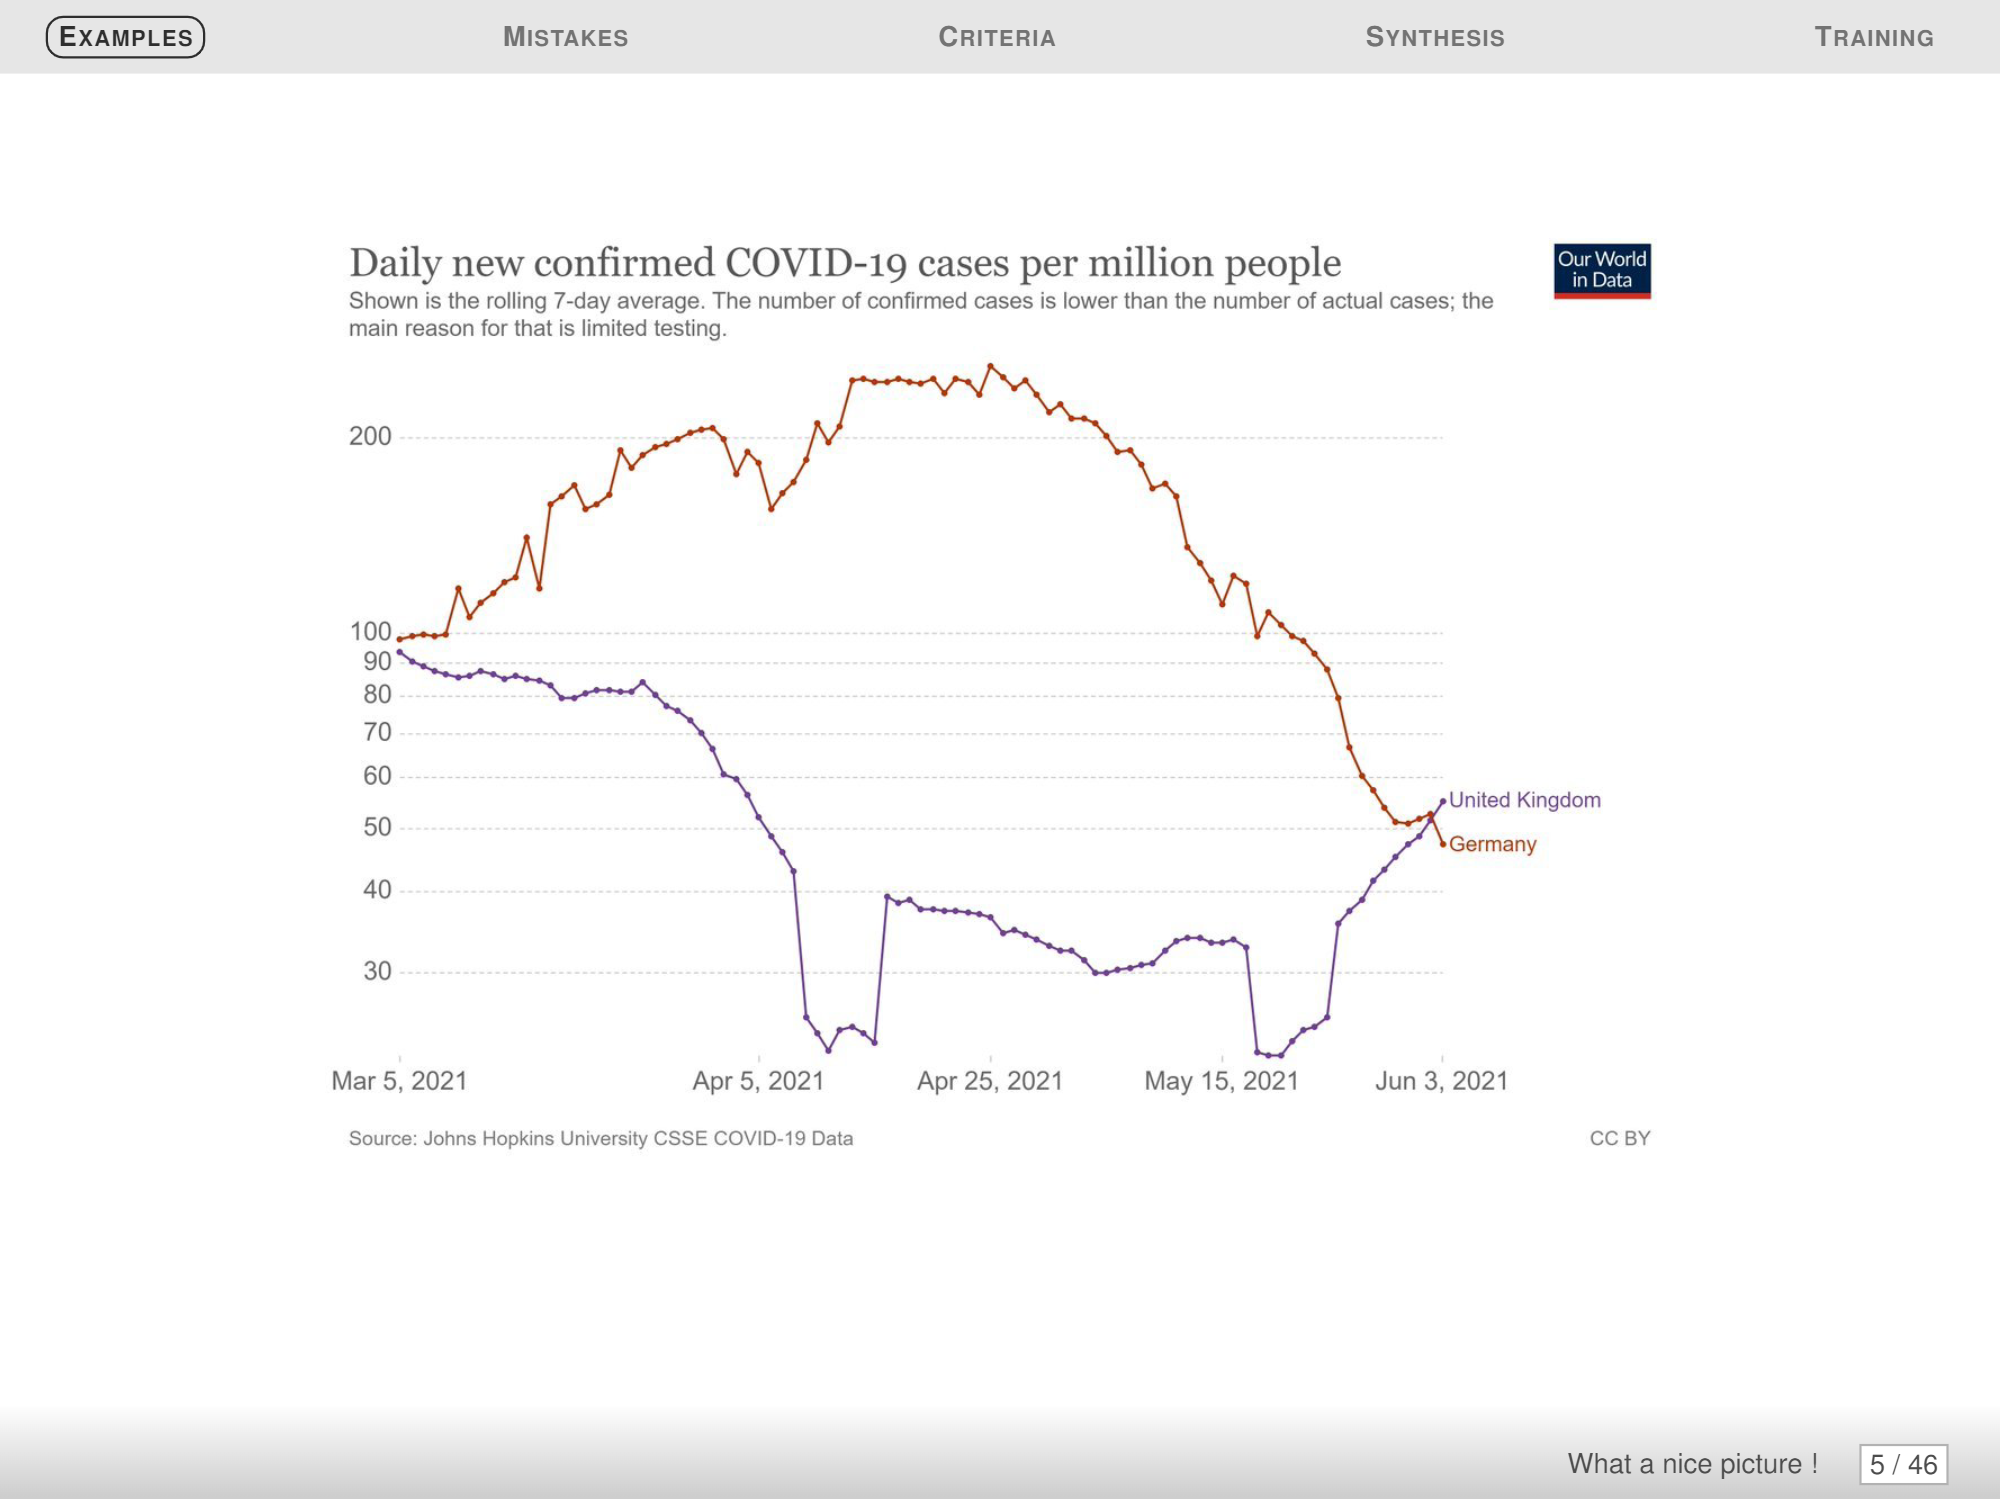 EXAMPLES MISTAKES CRITERIA SYNTHESIS TRAINING
Daily new confirmed COVID-19 cases per million people
Our World
in Data
Shown is the rolling 7-day average. The number of confirmed cases is lower than the number of actual cases; the
main reason for that is limited testing.
200
100
90
80
70
60
50
40
30
United Kingdom
Germany
Mar 5, 2021 Apr 5, 2021 Apr 25, 2021 May 15, 2021 Jun 3, 2021
Source: Johns Hopkins University CSSE COVID-19 Data CC BY
What a nice picture ! 5 / 46